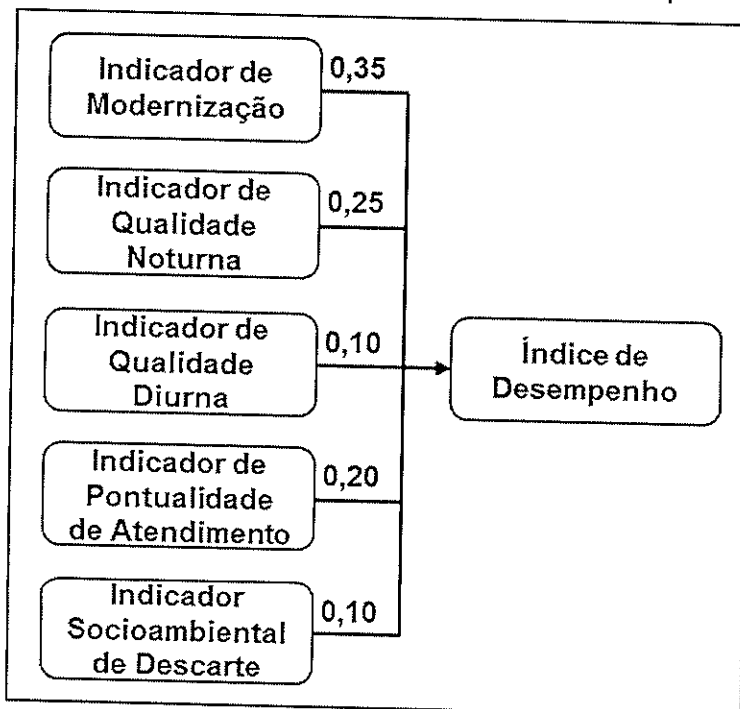 Indicador de
Modernização
0,35
Indicador de
Qualidade
Noturna
0,25
Indicador de
Qualidade
Diurna
0,10
Índice de
Desempenho
Indicador de
Pontualidade
de Atendimento
0,20
Indicador
Socioambiental
de Descarte
0,10